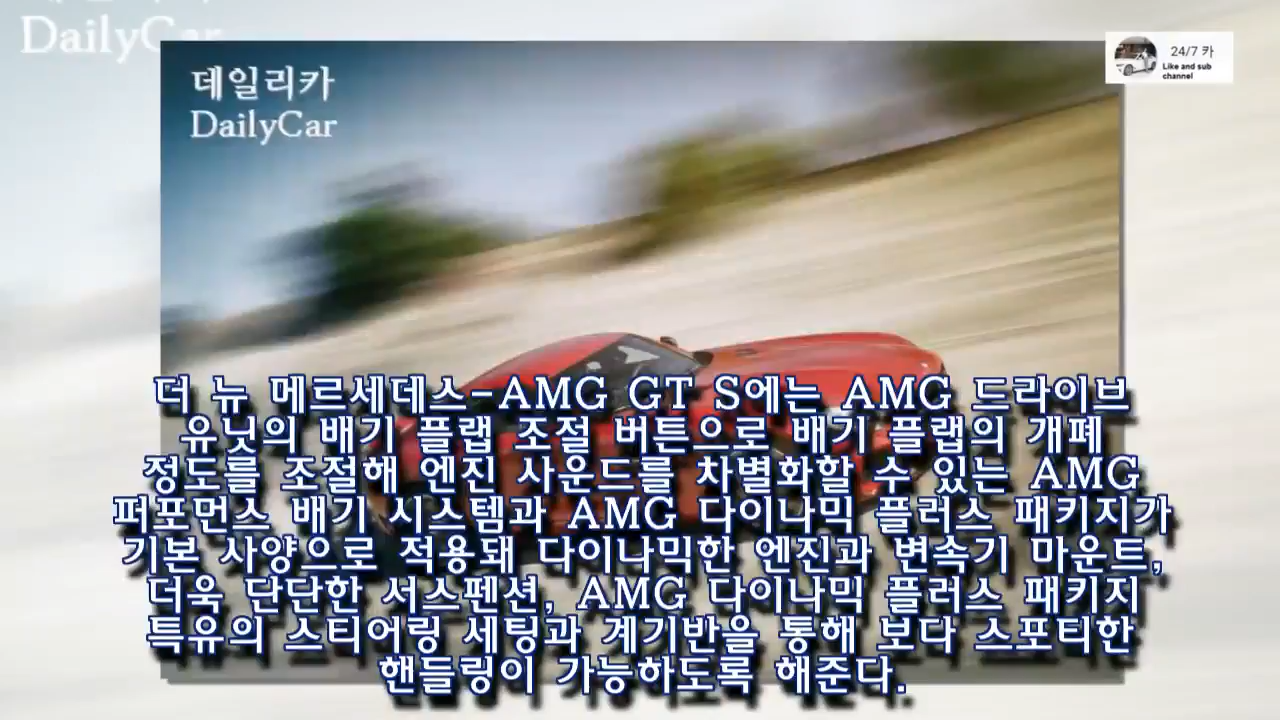 DailyCar
데일리카
DailyCar
24/7 카
Like and sub
channel
더 뉴 메르세데스-AMG GT S에는 AMG 드라이브
유닛의 배기 플랩 조절 버튼으로 배기 플랩의 개폐
정도를 조절해 엔진 사운드를 차별화할 수 있는 AMG
퍼포먼스 배기 시스템과 AMG 다이나믹 플러스 패키지가
기본 사양으로 적용돼 다이나믹한 엔진과 변속기 마운트,
더욱 단단한 서스펜션, AMG 다이나믹 플러스 패키지
특유의 스티어링 세팅과 계기반을 통해 보다 스포티한
핸들링이 가능하도록 해준다.